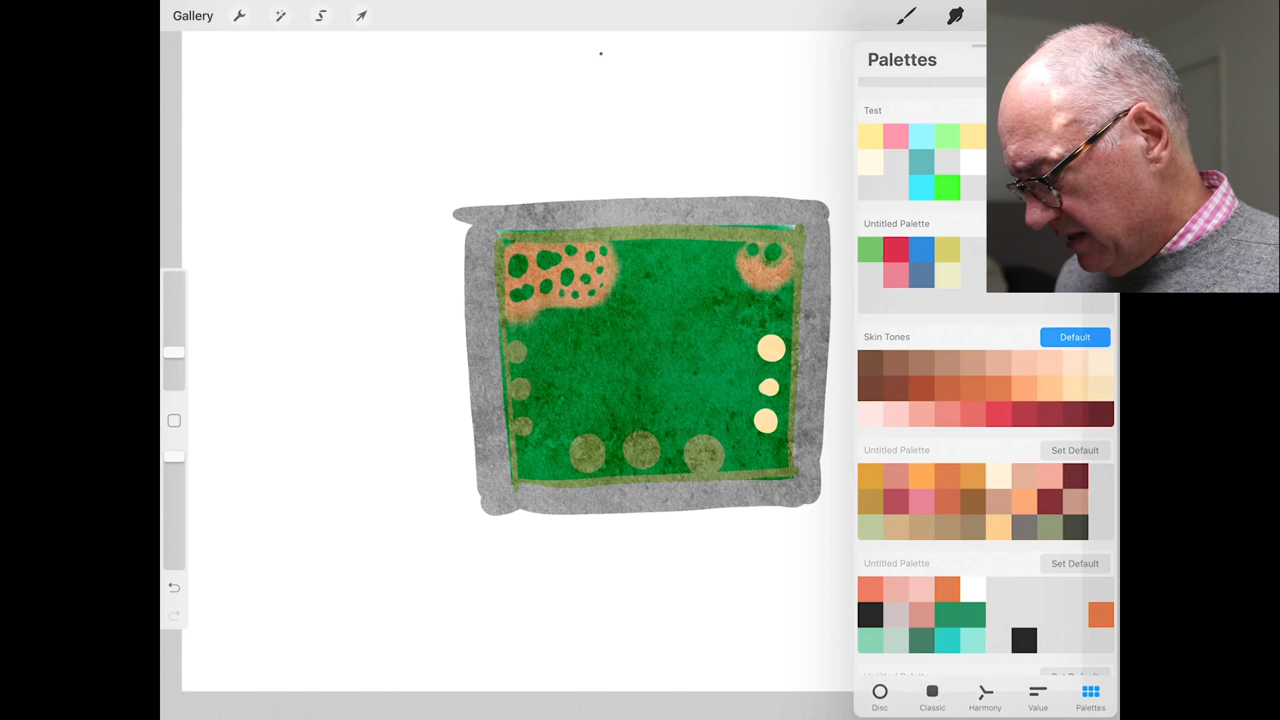 Gallery
Palettes
Test
Untitled Palette
Skin Tones
Default
Untitled Palette
Set Default
Untitled Palette
Set Default
Disc
Classic
Harmony
Value
Palettes